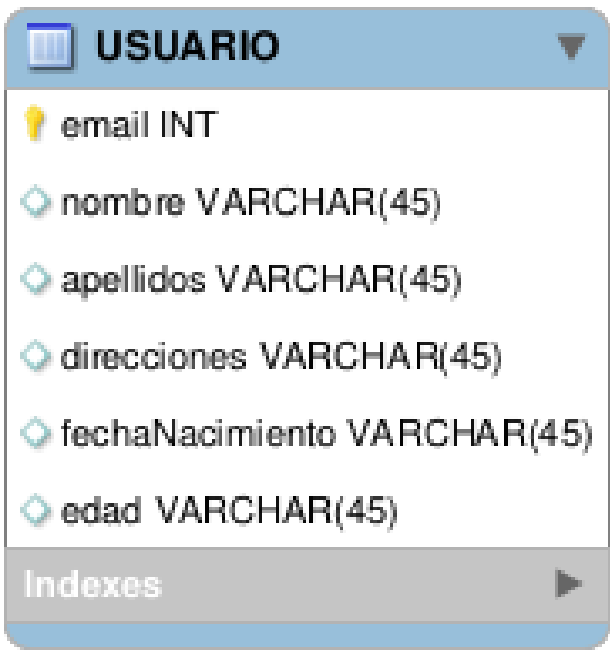 USUARIO
email INT
nombre VARCHAR(45)
apellidos VARCHAR(45)
direcciones VARCHAR(45)
fechaNacimiento VARCHAR(45)
edad VARCHAR(45)
Indexes